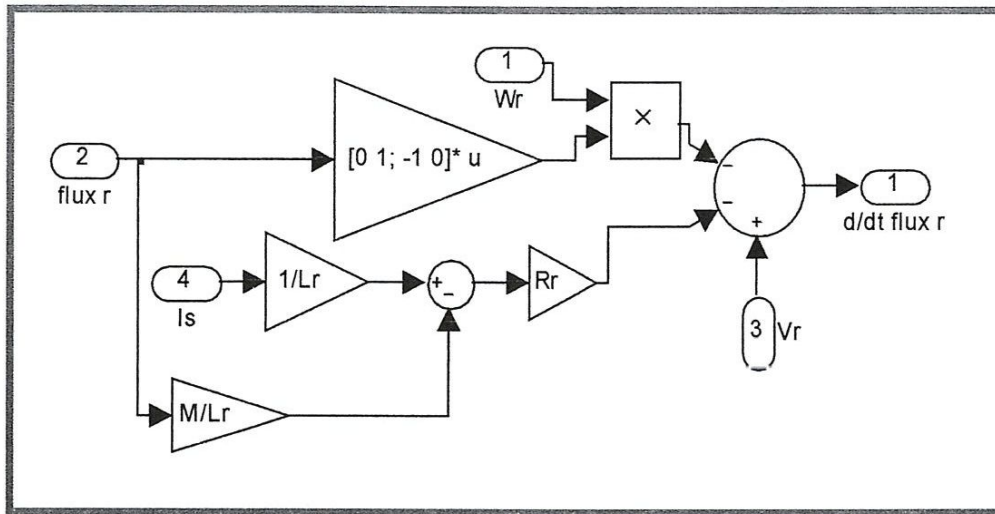 1
Wr
×
[0 1; -1 0]* u
2
flux r
−
−
+
1
d/dt flux r
4
Is
1/Lr
+
−
Rr
3
Vr
M/Lr